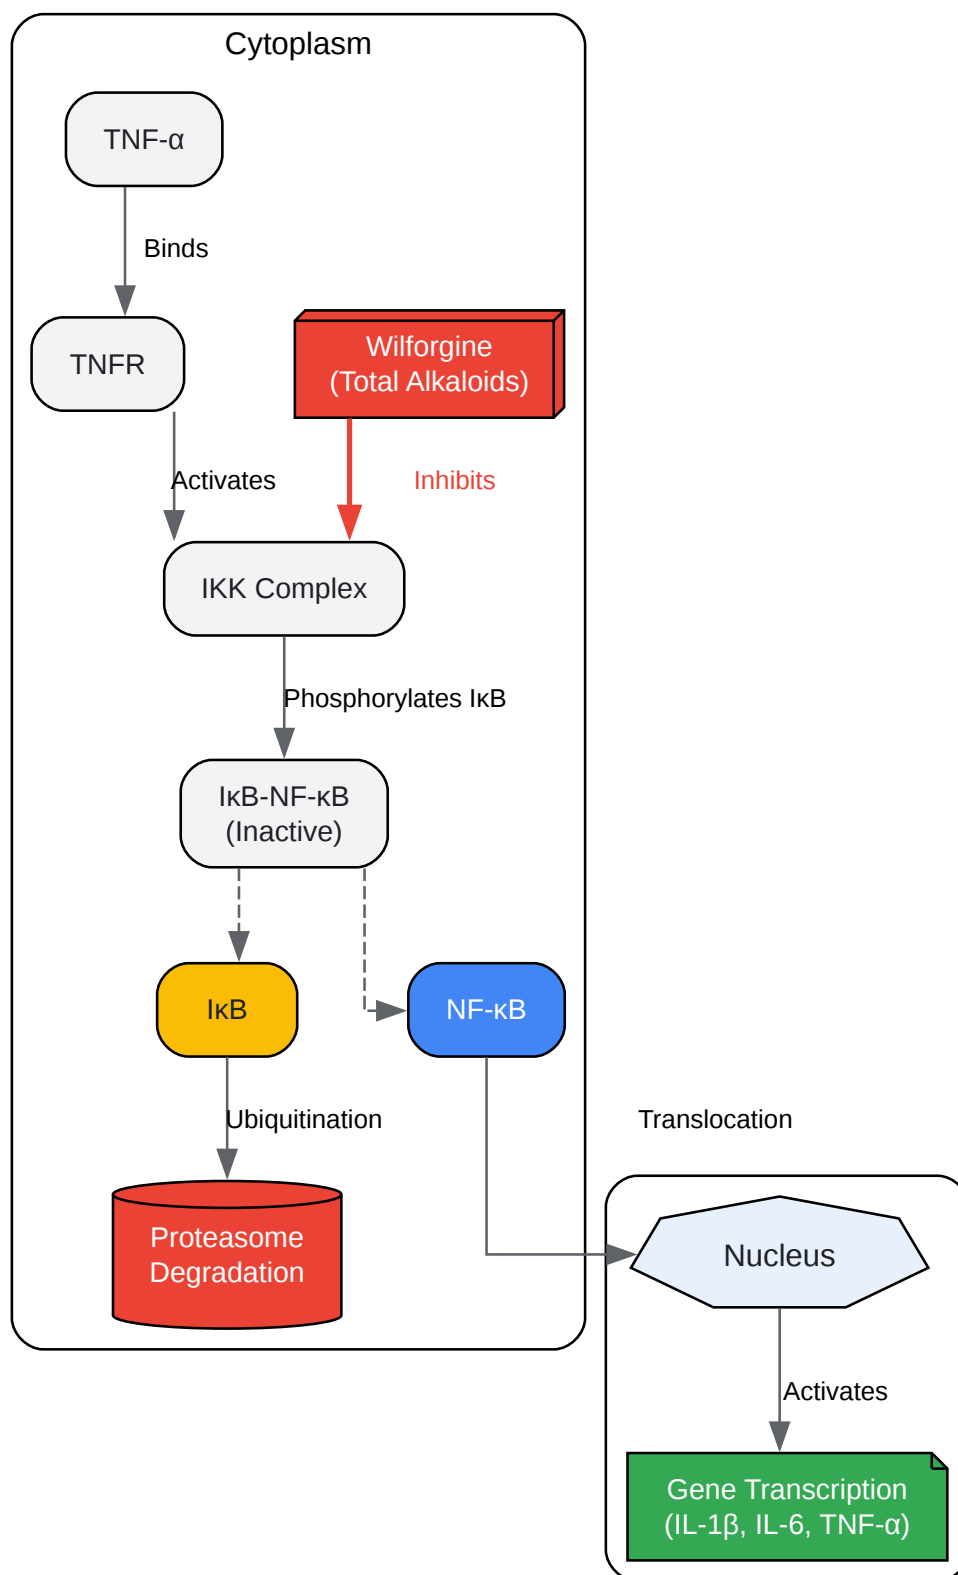 Cytoplasm
TNF-α
Binds
TNFR
Wilforgine
(Total Alkaloids)
Activates
Inhibits
IKK Complex
Phosphorylates IκB
IκB-NF-κB
(Inactive)
IκB
NF-κB
Ubiquitination
Translocation
Proteasome
Degradation
Nucleus
Activates
Gene Transcription
(IL-1β, IL-6, TNF-α)